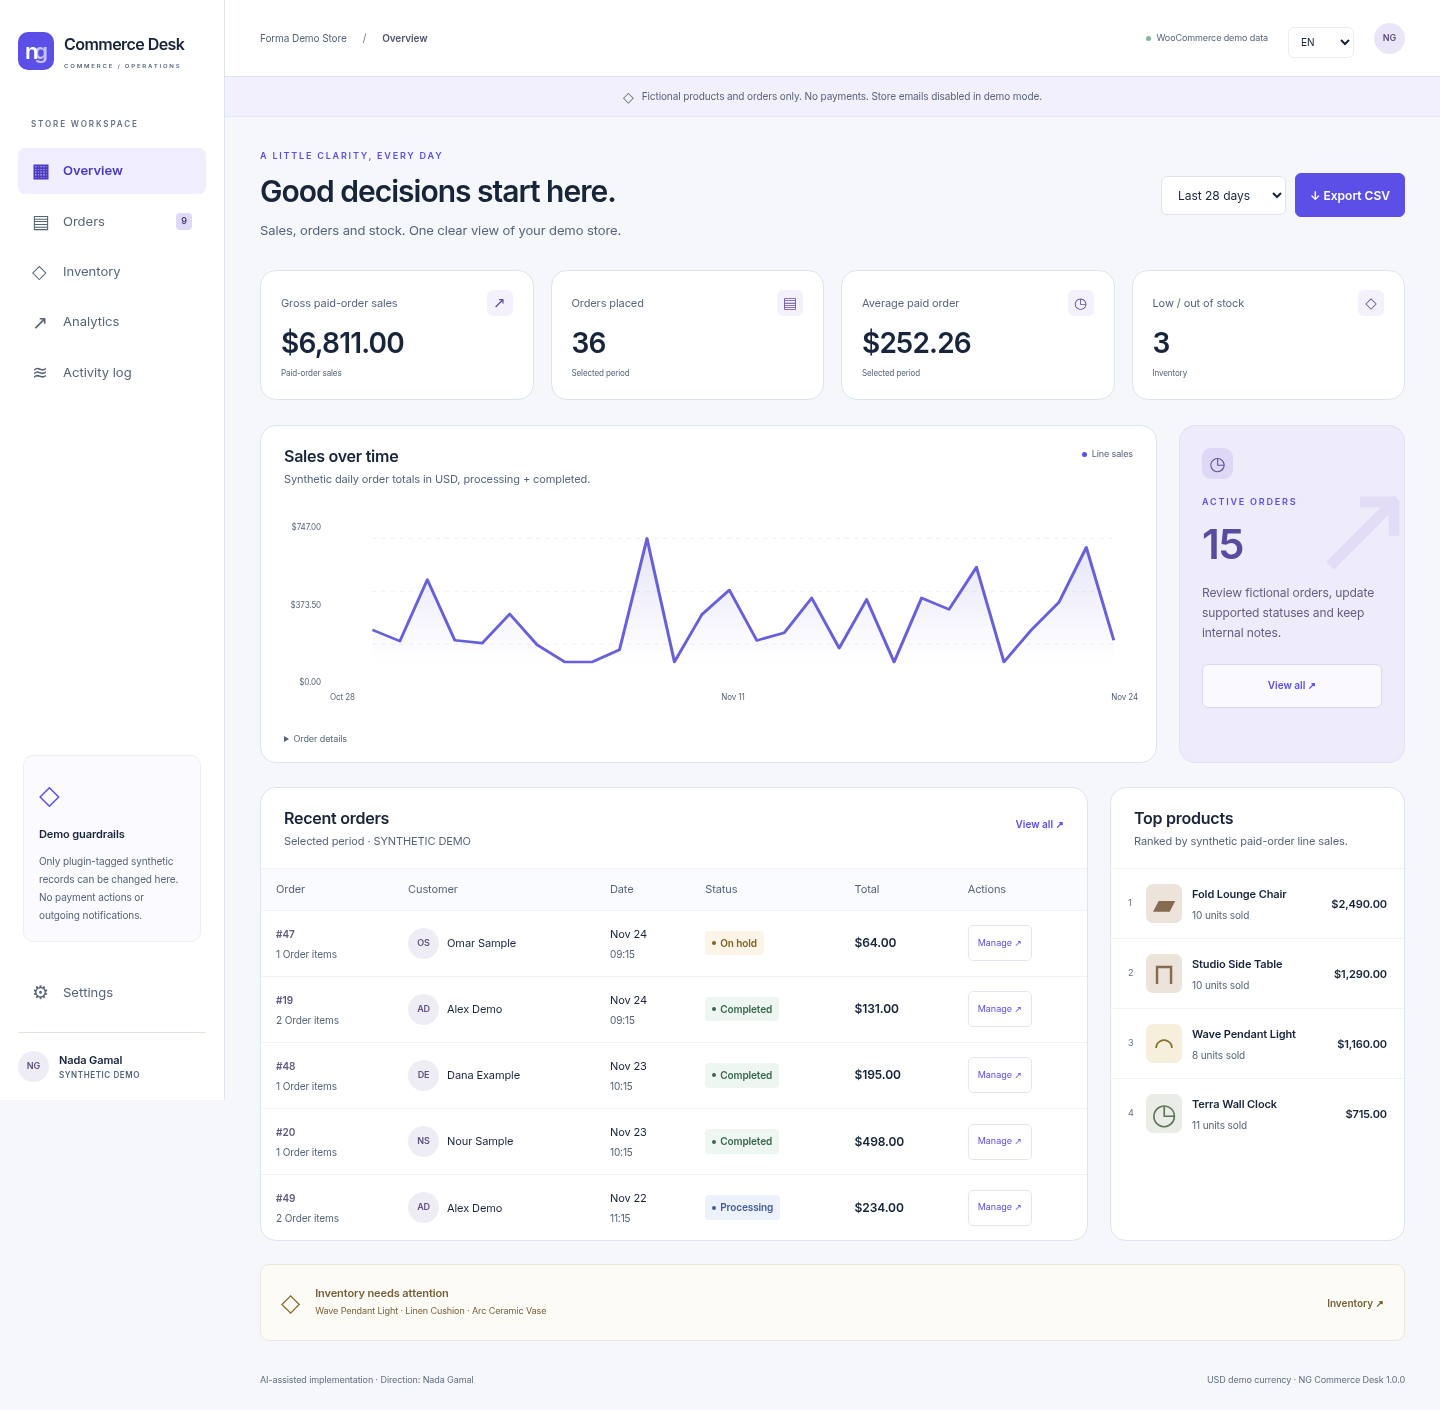 ng
Commerce Desk
COMMERCE / OPERATIONS
STORE WORKSPACE
Overview
Orders
9
Inventory
Analytics
Activity log
Demo guardrails
Only plugin-tagged synthetic
records can be changed here.
No payment actions or
outgoing notifications.
Settings
NG
Nada Gamal
SYNTHETIC DEMO
Forma Demo Store / Overview
WooCommerce demo data
EN
NG
Fictional products and orders only. No payments. Store emails disabled in demo mode.
A LITTLE CLARITY, EVERY DAY
Good decisions start here.
Sales, orders and stock. One clear view of your demo store.
Last 28 days
↓ Export CSV
Gross paid-order sales
$6,811.00
Paid-order sales
Orders placed
36
Selected period
Average paid order
$252.26
Selected period
Low / out of stock
3
Inventory
Sales over time
Synthetic daily order totals in USD, processing + completed.
Line sales
$747.00
$373.50
$0.00
Oct 28
Nov 11
Nov 24
Order details
ACTIVE ORDERS
15
Review fictional orders, update
supported statuses and keep
internal notes.
View all ↗
Recent orders
Selected period · SYNTHETIC DEMO
View all ↗
Order Customer Date Status Total Actions
#47
1 Order items
OS Omar Sample
Nov 24
09:15
On hold
$64.00
Manage ↗
#19
2 Order items
AD Alex Demo
Nov 24
09:15
Completed
$131.00
Manage ↗
#48
1 Order items
DE Dana Example
Nov 23
10:15
Completed
$195.00
Manage ↗
#20
1 Order items
NS Nour Sample
Nov 23
10:15
Completed
$498.00
Manage ↗
#49
2 Order items
AD Alex Demo
Nov 22
11:15
Processing
$234.00
Manage ↗
Top products
Ranked by synthetic paid-order line sales.
1
Fold Lounge Chair
10 units sold
$2,490.00
2
Studio Side Table
10 units sold
$1,290.00
3
Wave Pendant Light
8 units sold
$1,160.00
4
Terra Wall Clock
11 units sold
$715.00
Inventory needs attention
Wave Pendant Light · Linen Cushion · Arc Ceramic Vase
Inventory ↗
AI-assisted implementation · Direction: Nada Gamal
USD demo currency · NG Commerce Desk 1.0.0